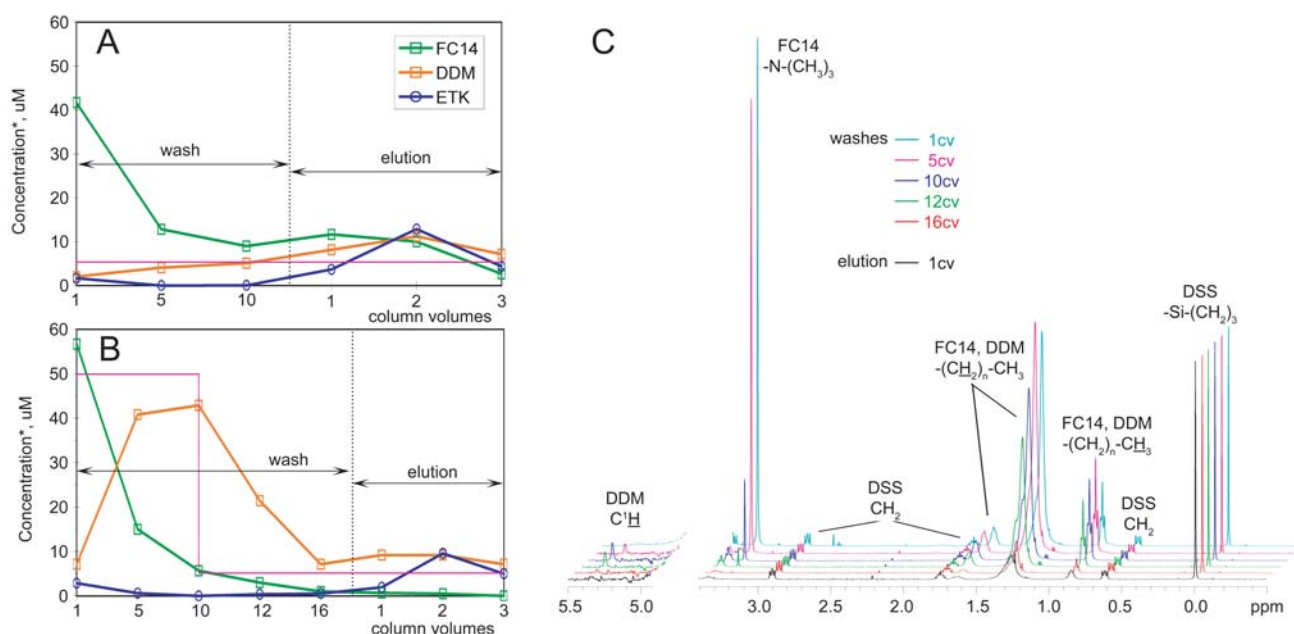 A
60
50
40
30
20
10
0
Concentration*, uM
FC14
DDM
ETK
wash
elution
1
5
10
1
2
3
column volumes
B
60
50
40
30
20
10
0
Concentration*, uM
wash
elution
1
5
10
12
16
1
2
3
column volumes
C
FC14
-N-(CH₃)₃
washes
1cv
5cv
10cv
12cv
16cv
elution
1cv
DSS
-Si-(CH₂)₃
FC14, DDM
-(CH₂)ₙ-CH₃
FC14, DDM
-(CH₂)ₙ-CH₃
DDM
C¹H
DSS
CH₂
DSS
CH₂
5.5
5.0
3.0
2.5
2.0
1.5
1.0
0.5
0.0
ppm